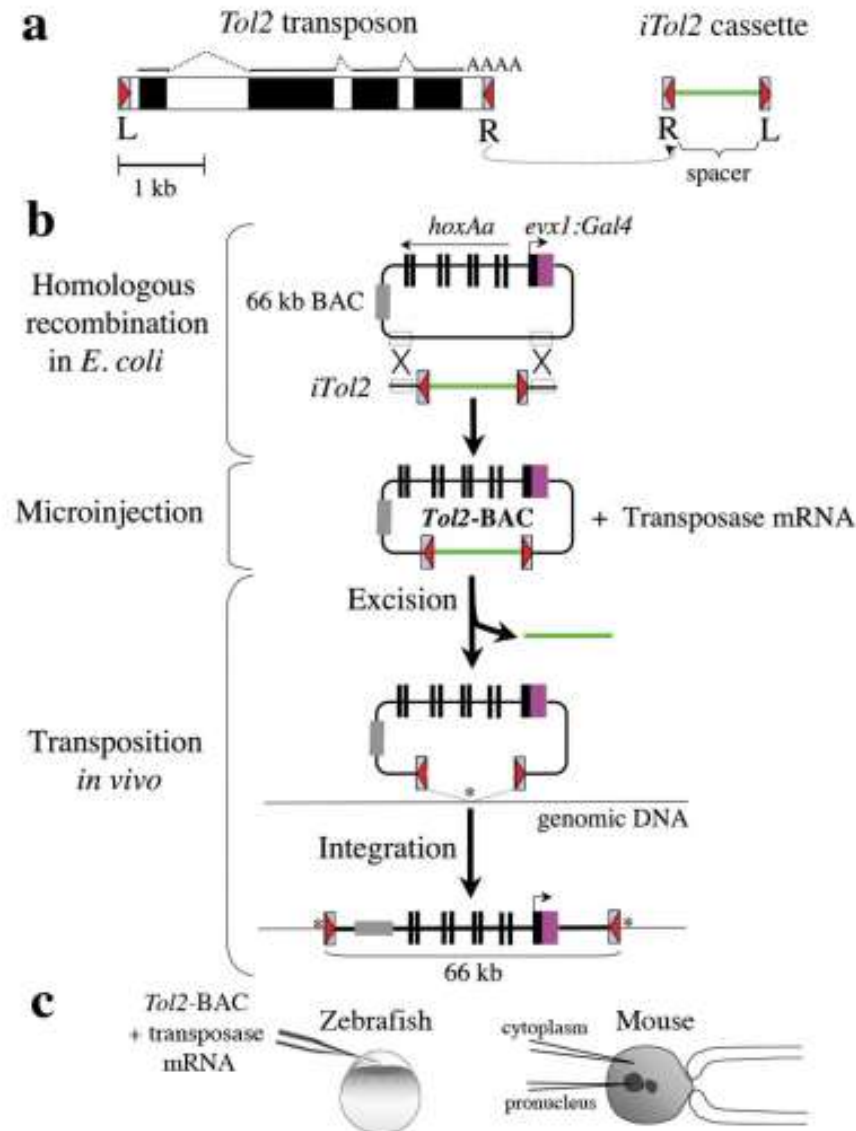 a
Tol2 transposon
iTol2 cassette
AAAA
L
R
R
L
1 kb
spacer
b
hoxAa
evx1:Gal4
Homologous
recombination
in E. coli
66 kb BAC
X
X
iTol2
Microinjection
Tol2-BAC
+ Transposase mRNA
Excision
Transposition
in vivo
*
genomic DNA
Integration
*
*
66 kb
c
Tol2-BAC
+ transposase
mRNA
Zebrafish
Mouse
cytoplasm
pronucleus